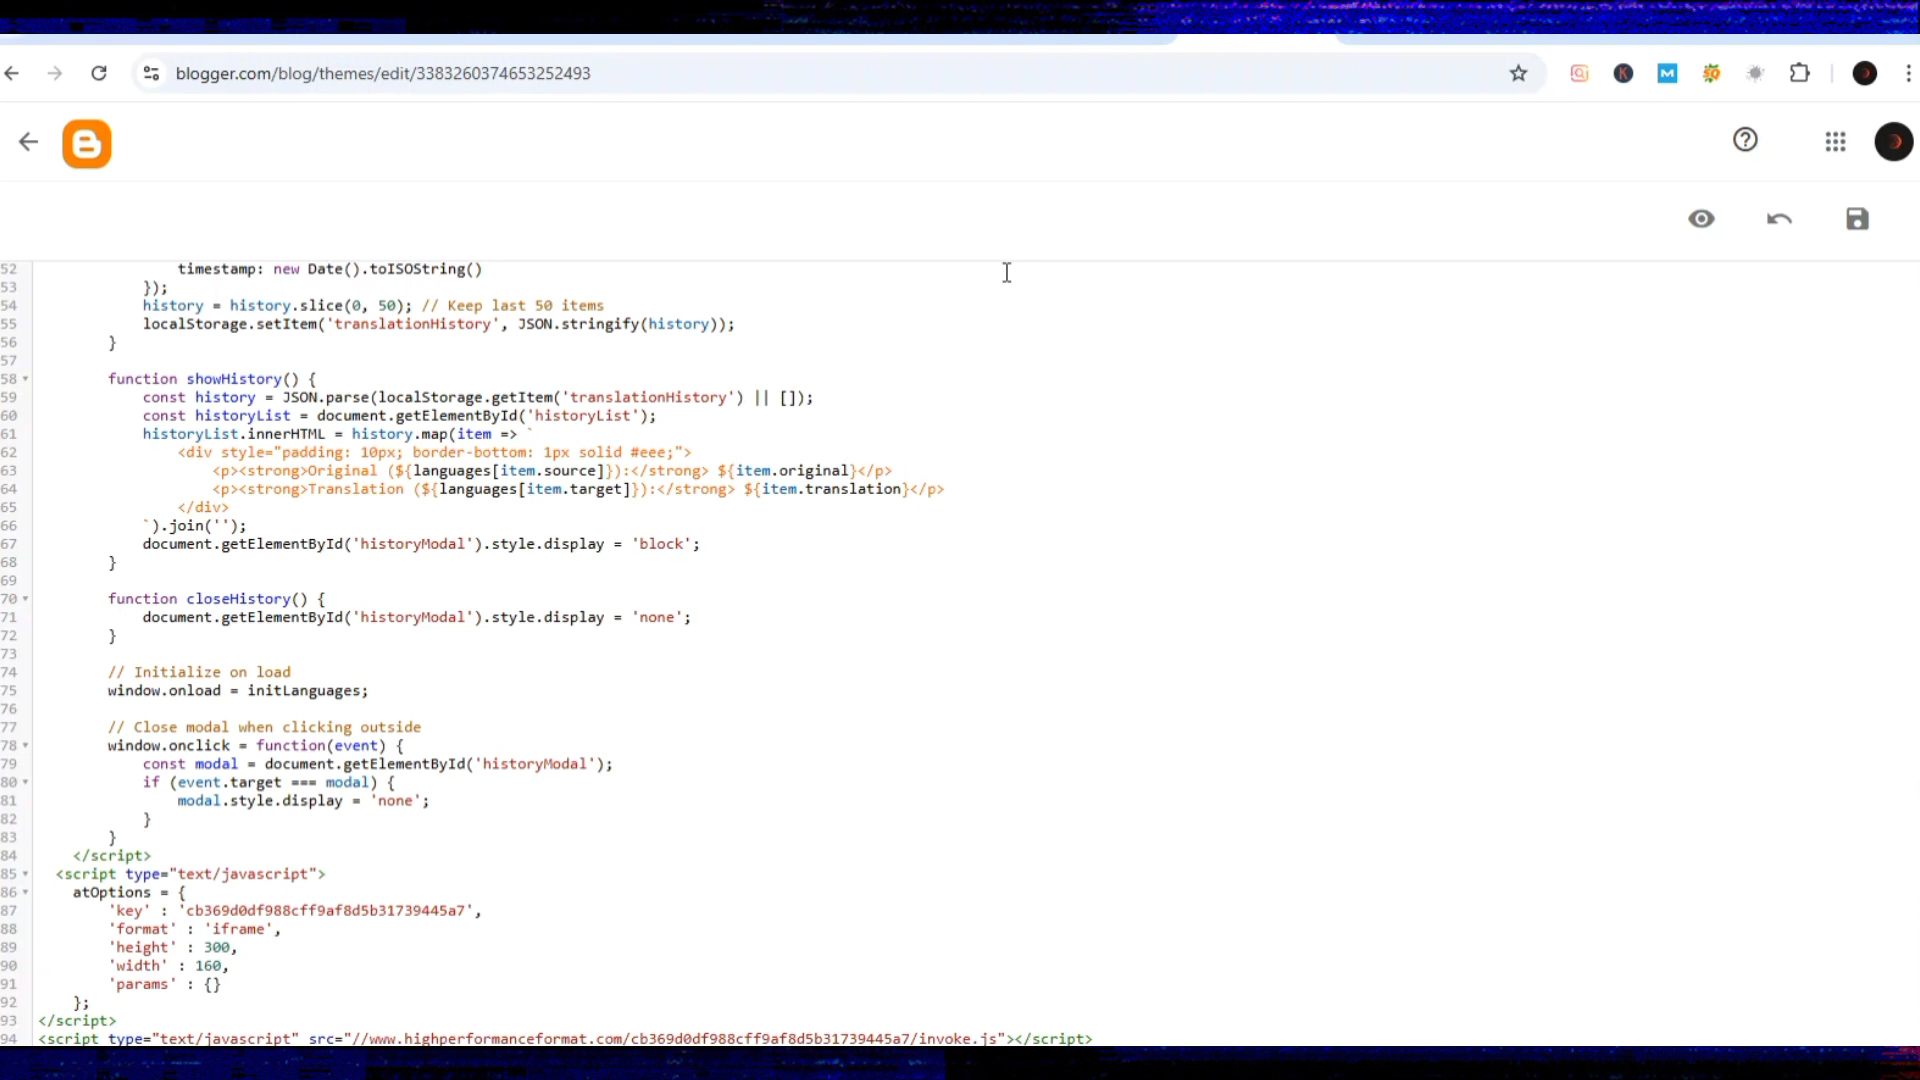 blogger.com/blog/themes/edit/3383260374653252493
52 timestamp: new Date().toISOString()
53 });
54 history = history.slice(0, 50); // Keep last 50 items
55 localStorage.setItem('translationHistory', JSON.stringify(history));
56 }
57
58 function showHistory() {
59 const history = JSON.parse(localStorage.getItem('translationHistory') || []);
60 const historyList = document.getElementById('historyList');
61 historyList.innerHTML = history.map(item => `
62 <div style="padding: 10px; border-bottom: 1px solid #eee;">
63 <p><strong>Original (${languages[item.source]}):</strong> ${item.original}</p>
64 <p><strong>Translation (${languages[item.target]}):</strong> ${item.translation}</p>
65 </div>
66 `).join('');
67 document.getElementById('historyModal').style.display = 'block';
68 }
69
70 function closeHistory() {
71 document.getElementById('historyModal').style.display = 'none';
72 }
73
74 // Initialize on load
75 window.onload = initLanguages;
76
77 // Close modal when clicking outside
78 window.onclick = function(event) {
79 const modal = document.getElementById('historyModal');
80 if (event.target === modal) {
81 modal.style.display = 'none';
82 }
83 }
84 </script>
85 <script type="text/javascript">
86 atOptions = {
87 'key' : 'cb369d0df988cff9af8d5b31739445a7',
88 'format' : 'iframe',
89 'height' : 300,
90 'width' : 160,
91 'params' : {}
92 };
93 </script>
94 <script type="text/javascript" src="//www.highperformanceformat.com/cb369d0df988cff9af8d5b31739445a7/invoke.js"></script>